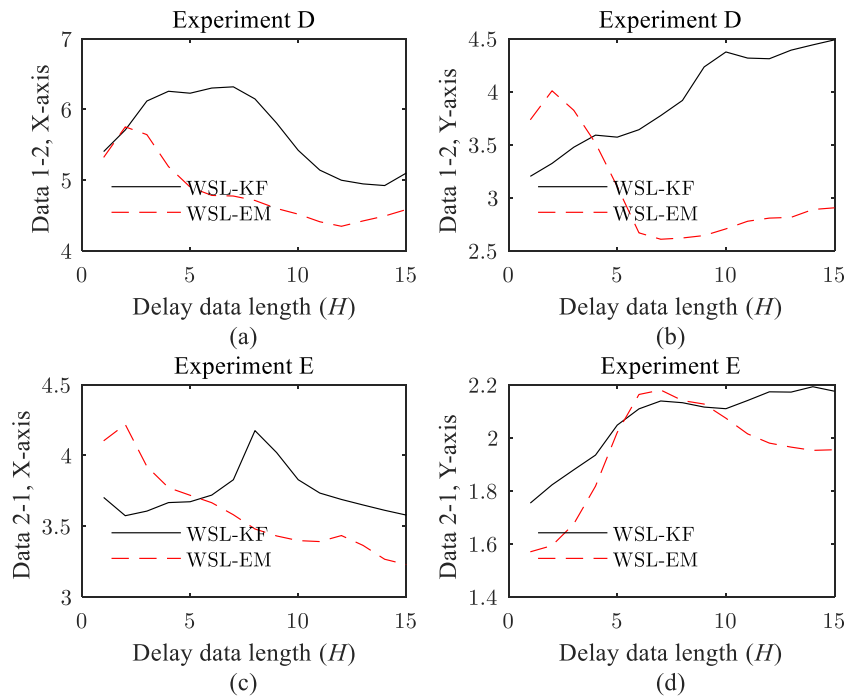 Experiment D
Data 1-2, X-axis
7
6
5
4
WSL-KF
WSL-EM
0 5 10 15
Delay data length (H)
(a)
Experiment D
Data 1-2, Y-axis
4.5
4
3.5
3
2.5
WSL-KF
WSL-EM
0 5 10 15
Delay data length (H)
(b)
Experiment E
Data 2-1, X-axis
4.5
4
3.5
3
WSL-KF
WSL-EM
0 5 10 15
Delay data length (H)
(c)
Experiment E
Data 2-1, Y-axis
2.2
2
1.8
1.6
1.4
WSL-KF
WSL-EM
0 5 10 15
Delay data length (H)
(d)